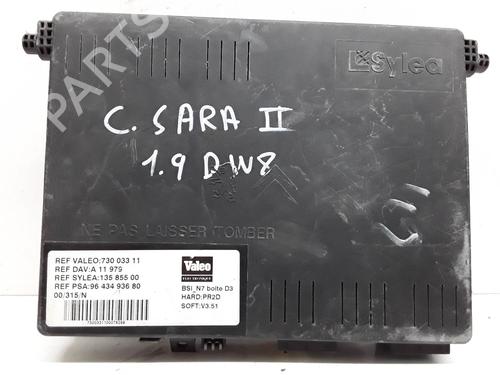 PARTS
Sylea
C. SARA II
1.9 DW8
NE PAS LAISSER TOMBER
REF VALEO:730 033 11
REF DAV:A 11 979
REF SYLEA:135 855 00
REF PSA:96 434 936 80
00/315/N
Valeo
BSI_N7 boîte D3
HARD:PR2D
SOFT:V3.51